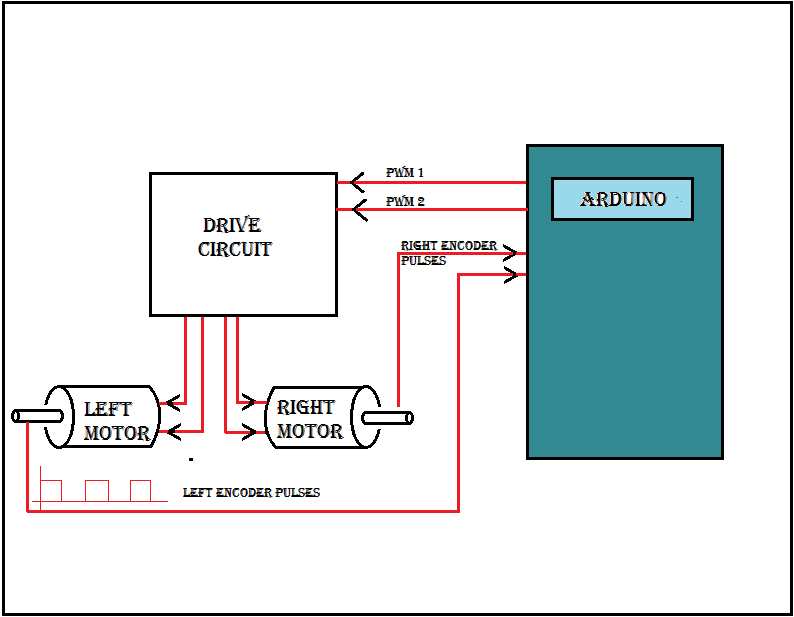 PWM 1
PWM 2
ARDUINO
DRIVE
CIRCUIT
RIGHT ENCODER
PULSES
LEFT
MOTOR
RIGHT
MOTOR
LEFT ENCODER PULSES